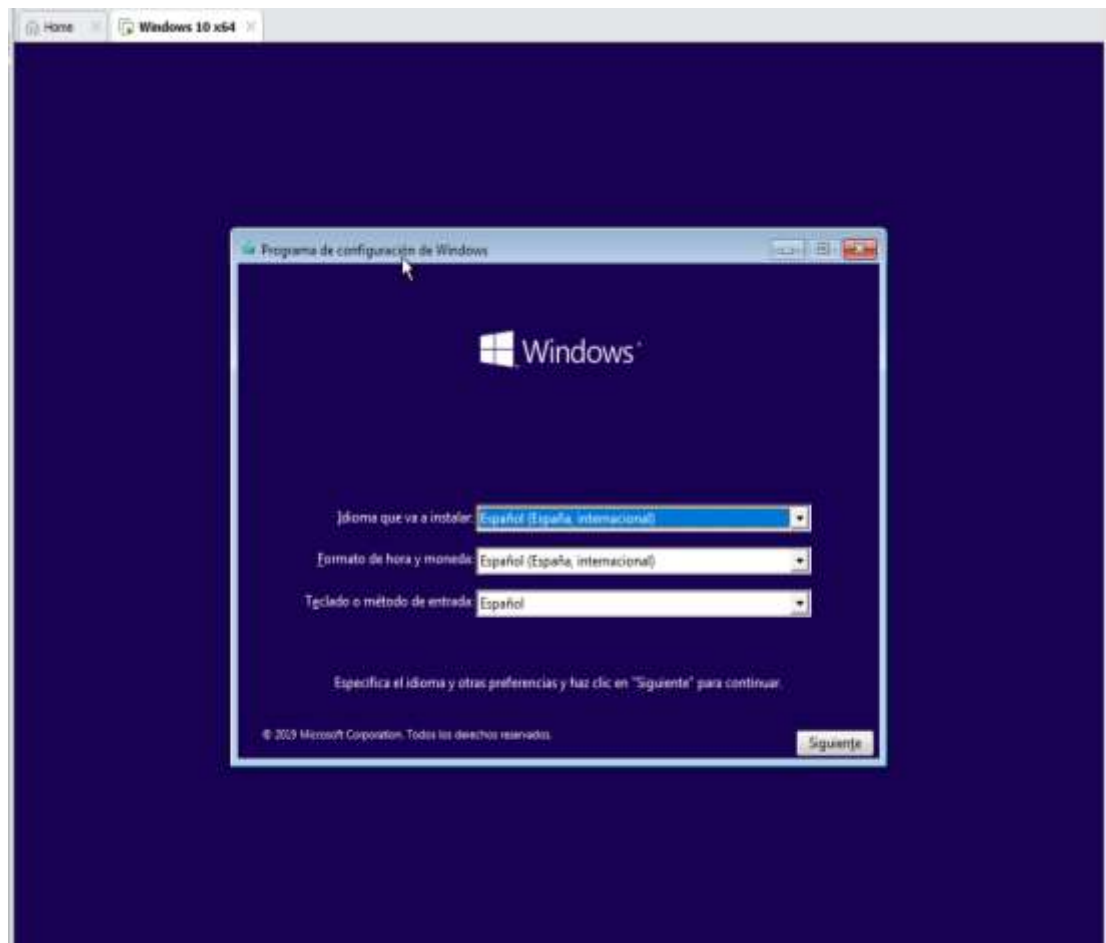 Home
Windows 10 x64
Programa de configuración de Windows
Windows
Idioma que va a instalar: Español (España, internacional)
Formato de hora y moneda: Español (España, internacional)
Teclado o método de entrada: Español
Especifica el idioma y otras preferencias y haz clic en "Siguiente" para continuar.
© 2019 Microsoft Corporation. Todos los derechos reservados.
Siguiente